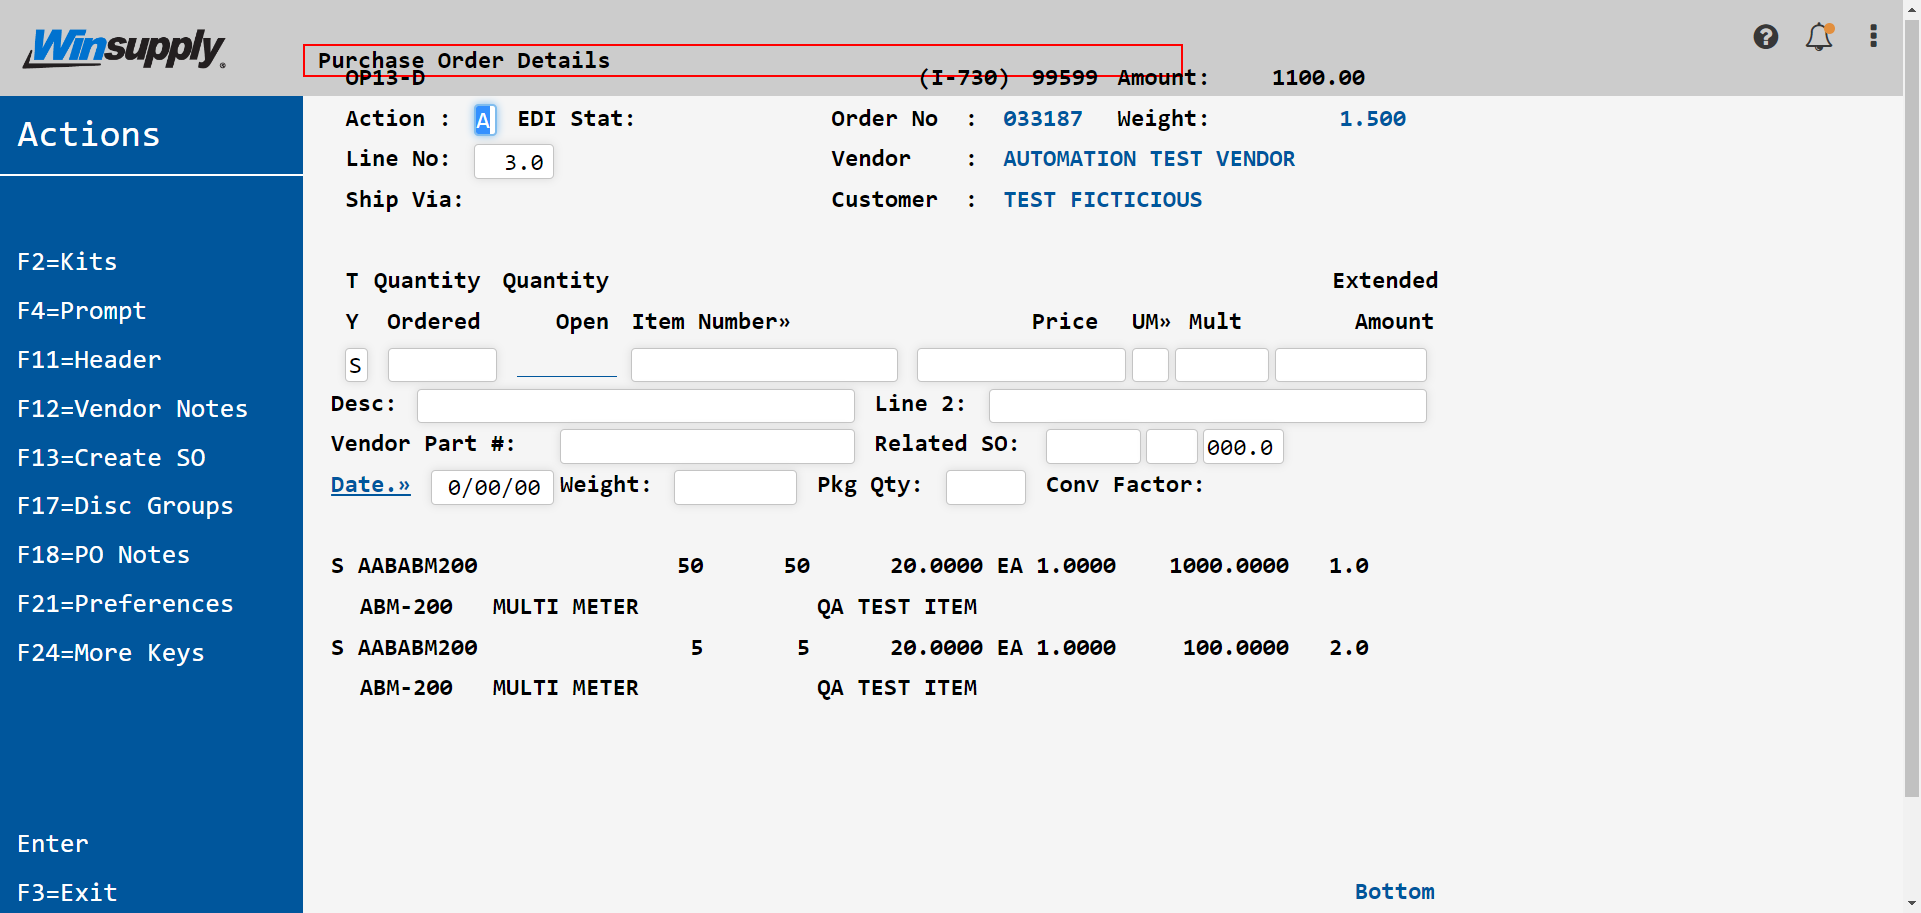 Winsupply
Purchase Order Details
OP13-D (I-730) 99599 Amount: 1100.00
Actions
Action : A EDI Stat: Order No : 033187 Weight: 1.500
Line No: 3.0 Vendor : AUTOMATION TEST VENDOR
Ship Via: Customer : TEST FICTICIOUS
F2=Kits
F4=Prompt
F11=Header
F12=Vendor Notes
F13=Create SO
F17=Disc Groups
F18=PO Notes
F21=Preferences
F24=More Keys
Enter
F3=Exit
T Quantity Quantity Extended
Y Ordered Open Item Number» Price UM» Mult Amount
S
Desc: Line 2:
Vendor Part #: Related SO: 000.0
Date.» 0/00/00 Weight: Pkg Qty: Conv Factor:
S AABABM200 50 50 20.0000 EA 1.0000 1000.0000 1.0
ABM-200 MULTI METER QA TEST ITEM
S AABABM200 5 5 20.0000 EA 1.0000 100.0000 2.0
ABM-200 MULTI METER QA TEST ITEM
Bottom